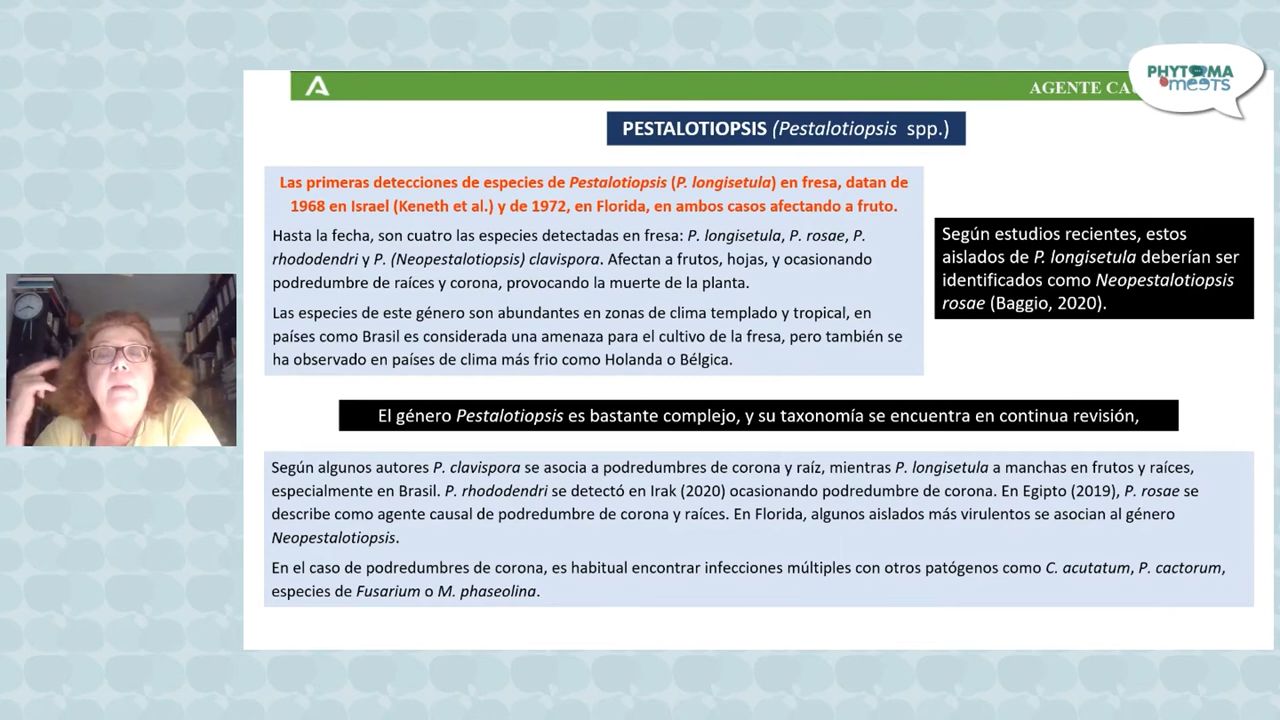 PHYTOMA
meets
AGENTE
PESTALOTIOPSIS (Pestalotiopsis spp.)
Las primeras detecciones de especies de Pestalotiopsis (P. longisetula) en fresa, datan de
1968 en Israel (Keneth et al.) y de 1972, en Florida, en ambos casos afectando a fruto.
Hasta la fecha, son cuatro las especies detectadas en fresa: P. longisetula, P. rosae, P.
rhododendri y P. (Neopestalotiopsis) clavispora. Afectan a frutos, hojas, y ocasionando
podredumbre de raíces y corona, provocando la muerte de la planta.
Las especies de este género son abundantes en zonas de clima templado y tropical, en
países como Brasil es considerada una amenaza para el cultivo de la fresa, pero también se
ha observado en países de clima más frio como Holanda o Bélgica.
Según estudios recientes, estos
aislados de P. longisetula deberían ser
identificados como Neopestalotiopsis
rosae (Baggio, 2020).
El género Pestalotiopsis es bastante complejo, y su taxonomía se encuentra en continua revisión,
Según algunos autores P. clavispora se asocia a podredumbres de corona y raíz, mientras P. longisetula a manchas en frutos y raíces,
especialmente en Brasil. P. rhododendri se detectó en Irak (2020) ocasionando podredumbre de corona. En Egipto (2019), P. rosae se
describe como agente causal de podredumbre de corona y raíces. En Florida, algunos aislados más virulentos se asocian al género
Neopestalotiopsis.
En el caso de podredumbres de corona, es habitual encontrar infecciones múltiples con otros patógenos como C. acutatum, P. cactorum,
especies de Fusarium o M. phaseolina.